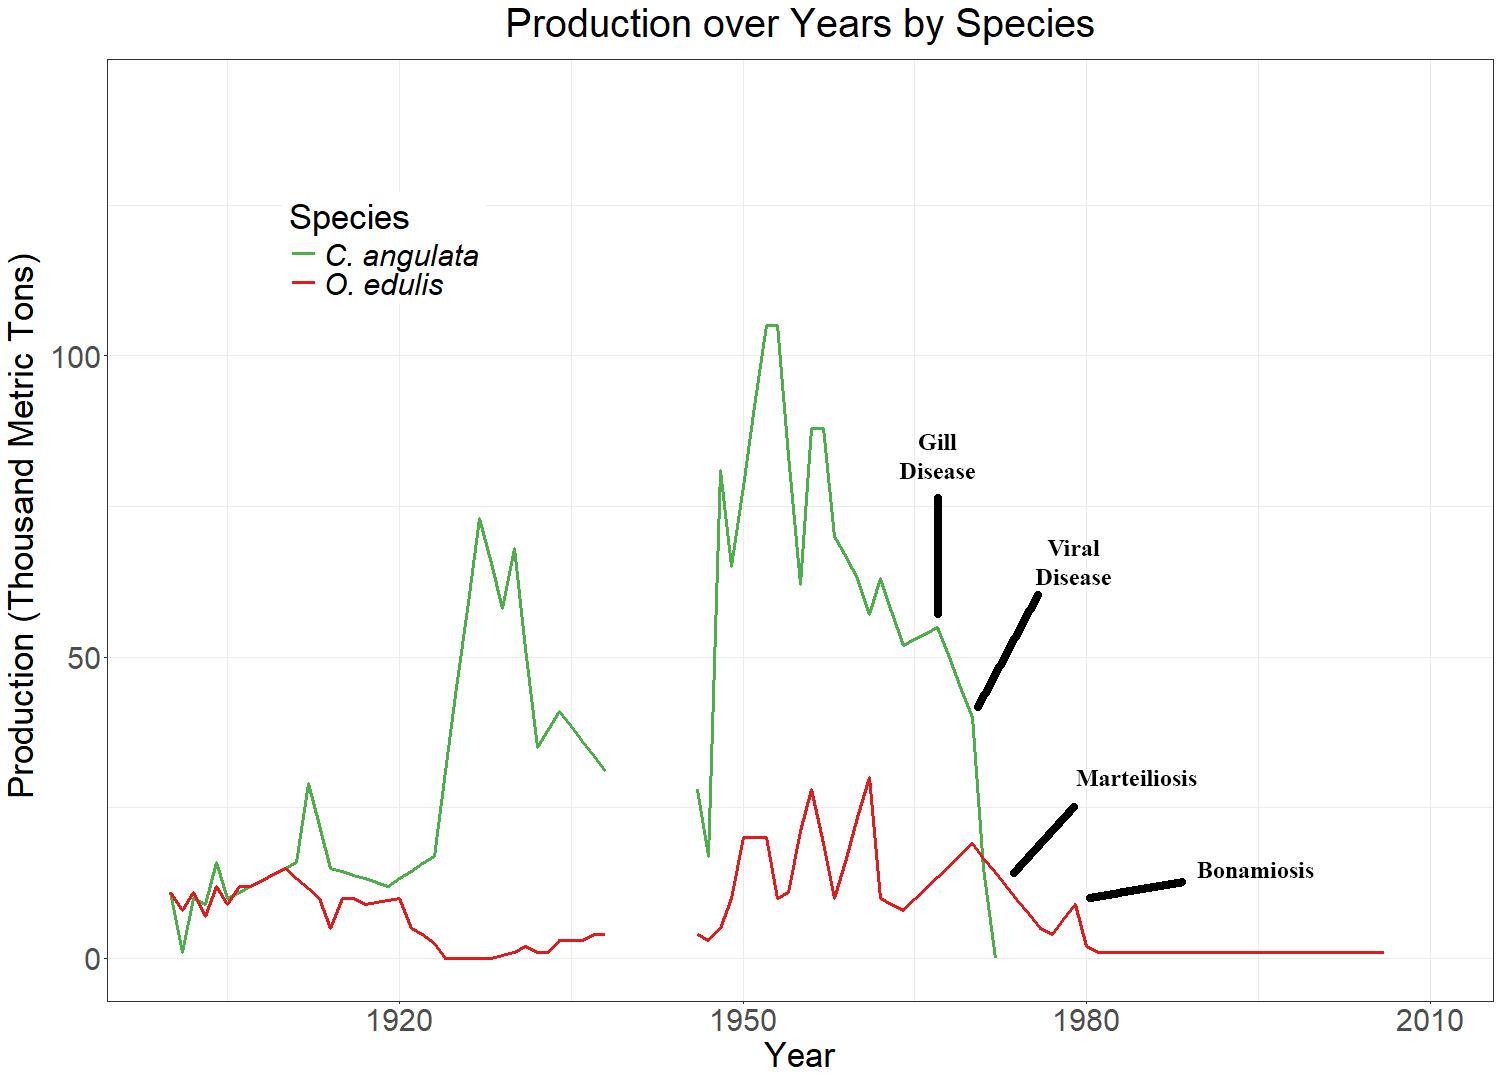 Production over Years by Species
Production (Thousand Metric Tons)
100
50
0
Species
C. angulata
O. edulis
Gill
Disease
Viral
Disease
Marteiliosis
Bonamiosis
1920
1950
1980
2010
Year